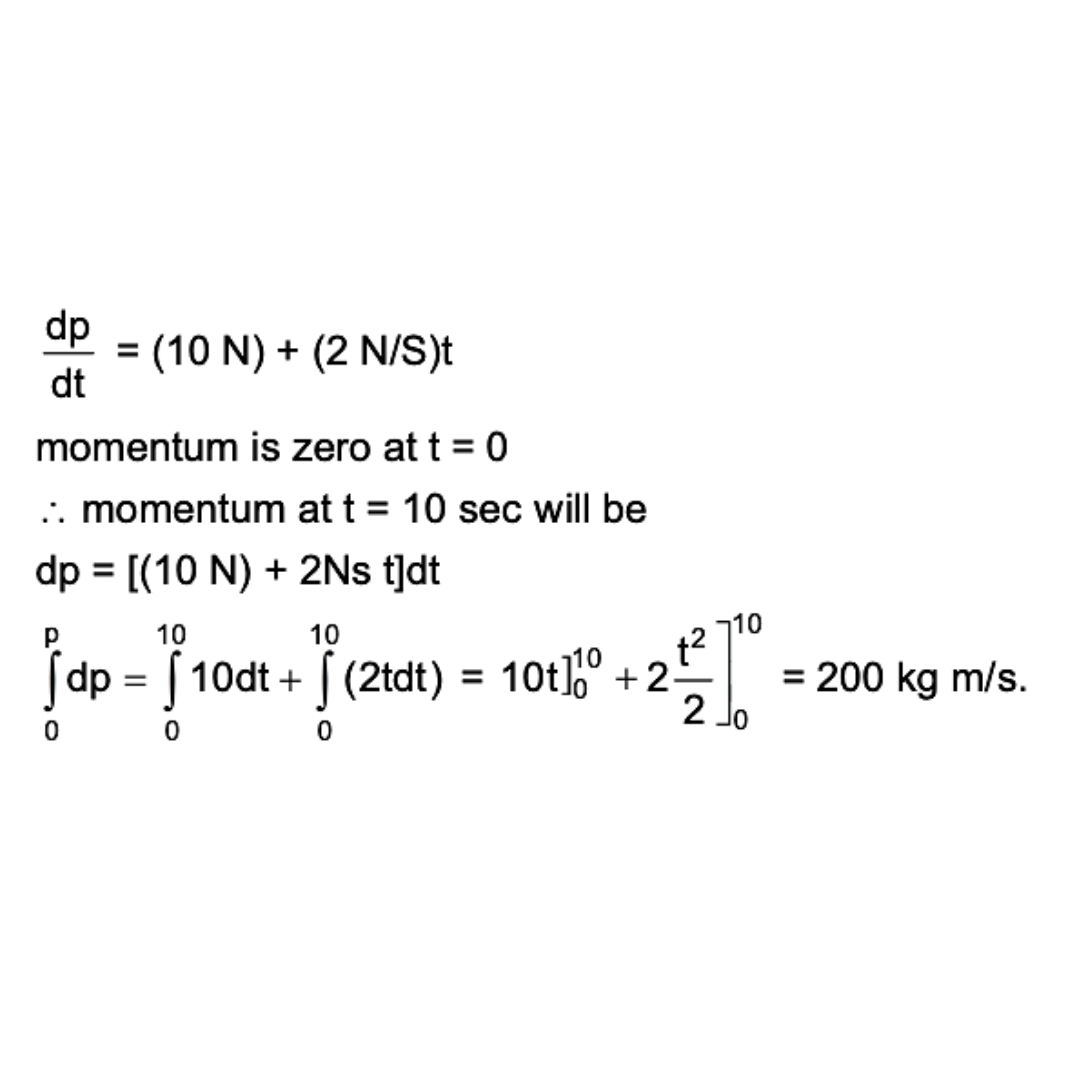 dp/dt = (10 N) + (2 N/S)t
momentum is zero at t = 0
∴ momentum at t = 10 sec will be
dp = [(10 N) + 2Ns t]dt
∫₀ᵖ dp = ∫₀¹⁰ 10dt + ∫₀¹⁰ (2tdt) = 10t]₀¹⁰ + 2 t²/2]₀¹⁰ = 200 kg m/s.